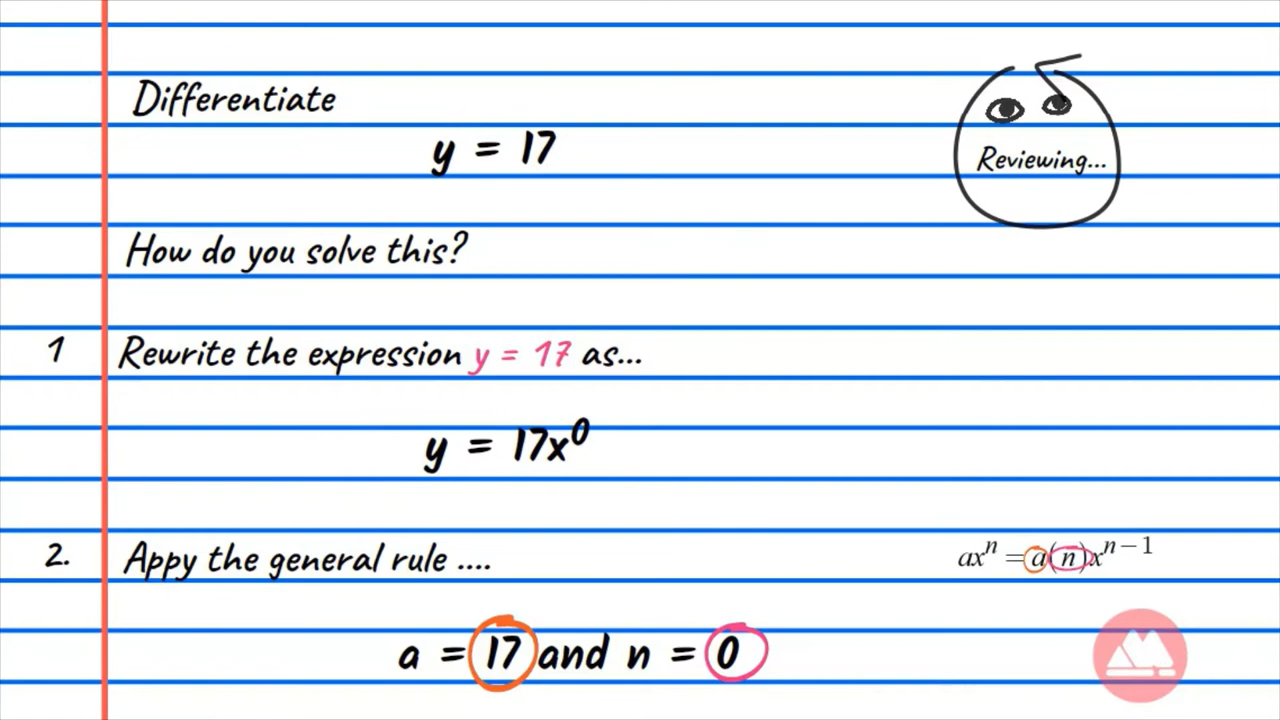 Differentiate
y = 17
Reviewing...
How do you solve this?
1 Rewrite the expression y = 17 as...
y = 17x⁰
2. Appy the general rule ....
axⁿ = a(n)xⁿ⁻¹
a = 17 and n = 0